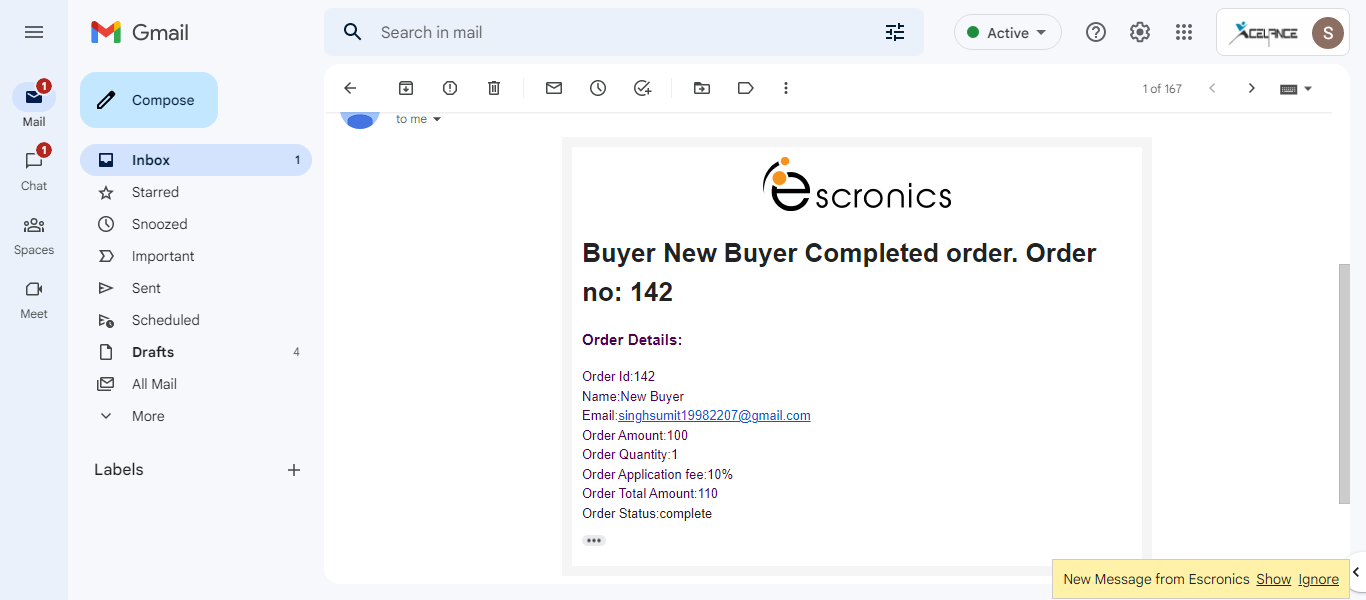 Gmail
Search in mail
Active
XCELANCE
S
1
Mail
1
Chat
Spaces
Meet
Compose
Inbox 1
Starred
Snoozed
Important
Sent
Scheduled
Drafts 4
All Mail
More
Labels
1 of 167
to me
escronics
Buyer New Buyer Completed order. Order
no: 142
Order Details:
Order Id:142
Name:New Buyer
Email:singhsumit19982207@gmail.com
Order Amount:100
Order Quantity:1
Order Application fee:10%
Order Total Amount:110
Order Status:complete
New Message from Escronics Show Ignore